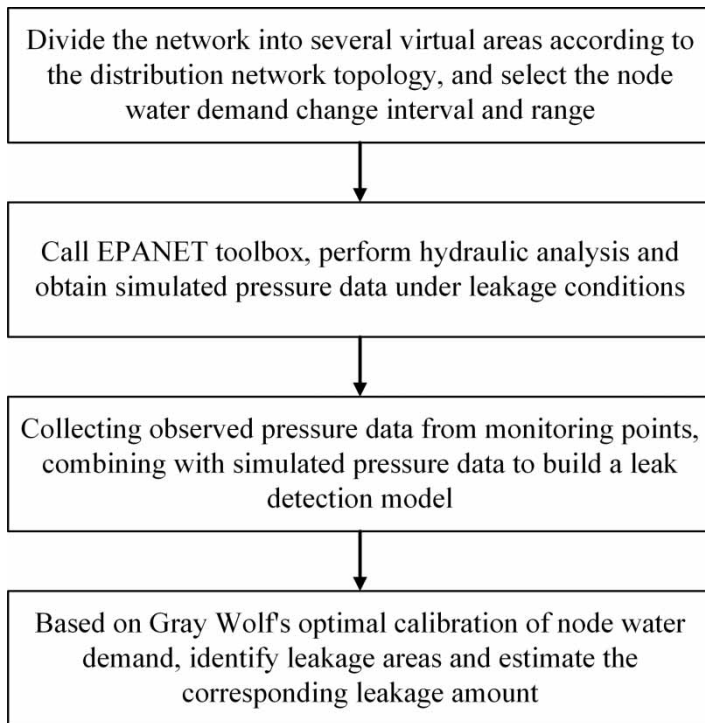 Divide the network into several virtual areas according to
the distribution network topology, and select the node
water demand change interval and range
Call EPANET toolbox, perform hydraulic analysis and
obtain simulated pressure data under leakage conditions
Collecting observed pressure data from monitoring points,
combining with simulated pressure data to build a leak
detection model
Based on Gray Wolf's optimal calibration of node water
demand, identify leakage areas and estimate the
corresponding leakage amount